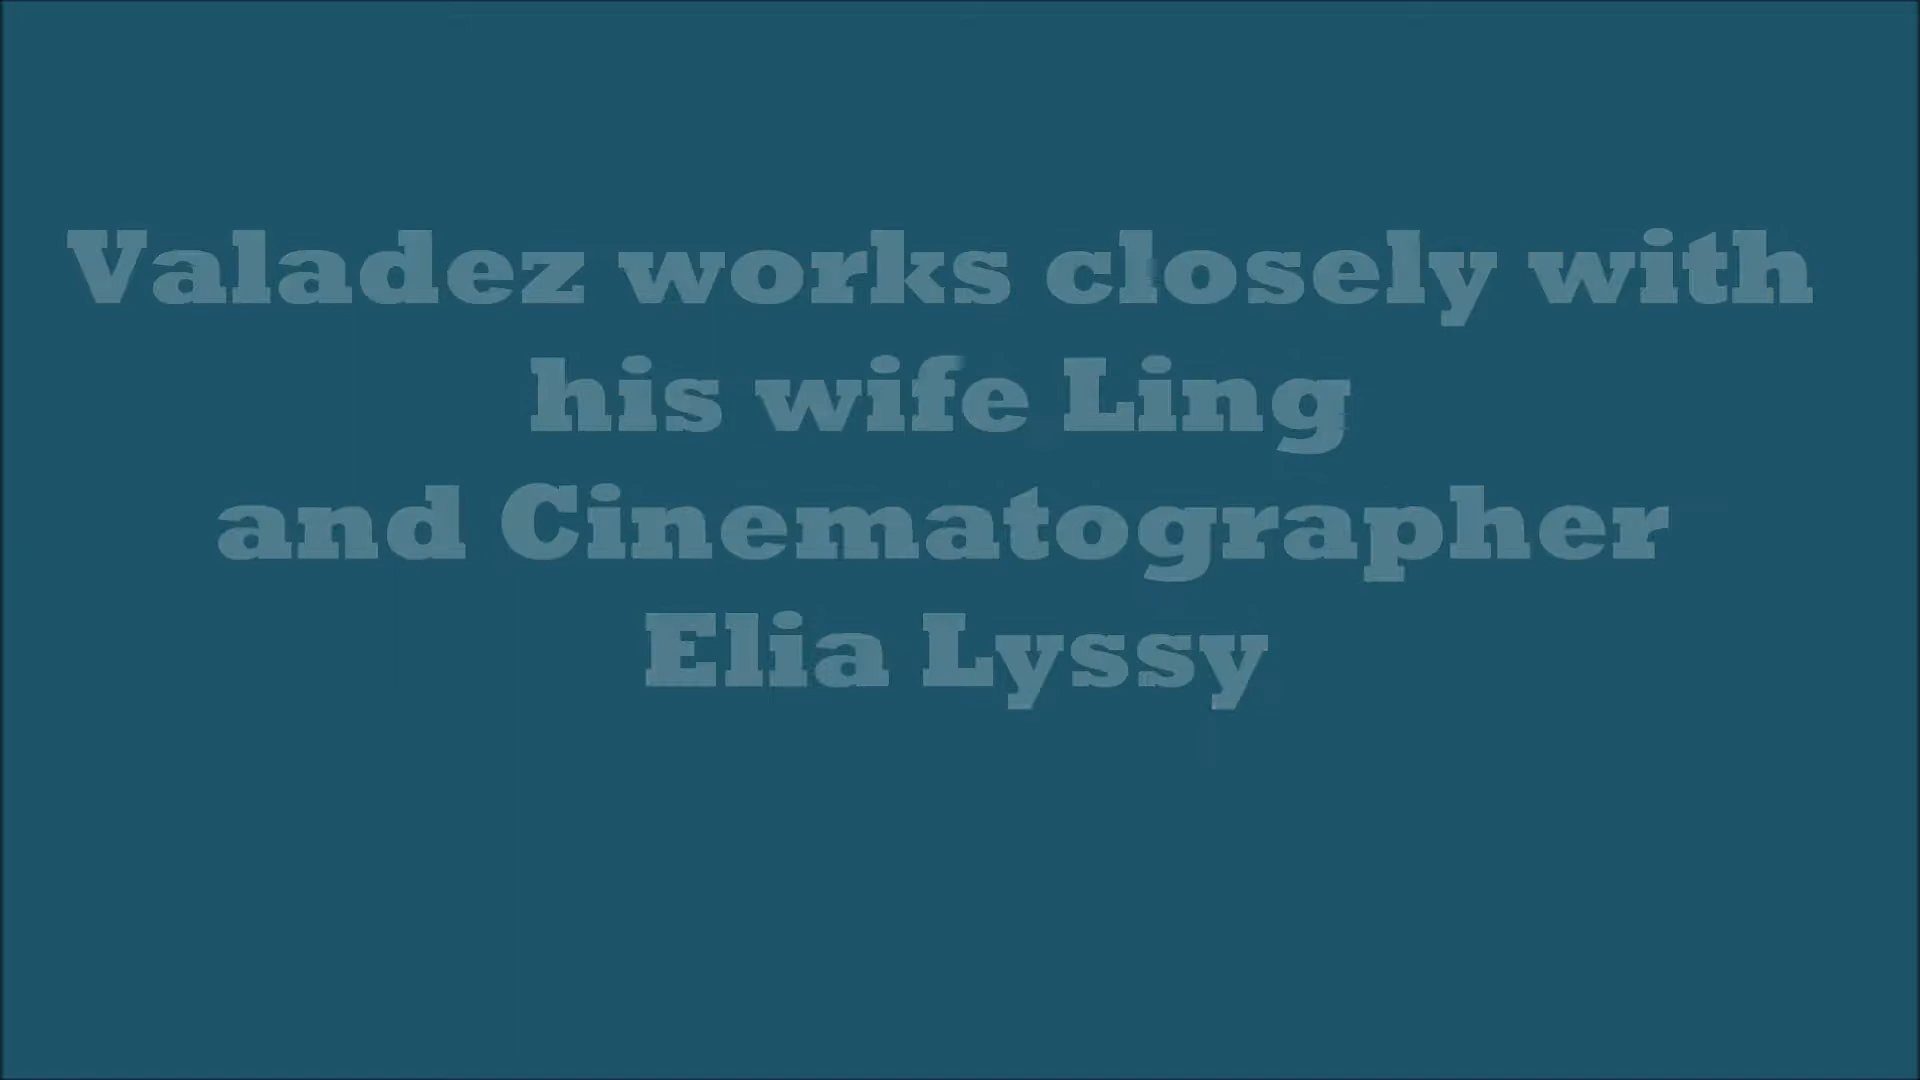 Valadez works closely with
his wife Ling
and Cinematographer
Elia Lyssy